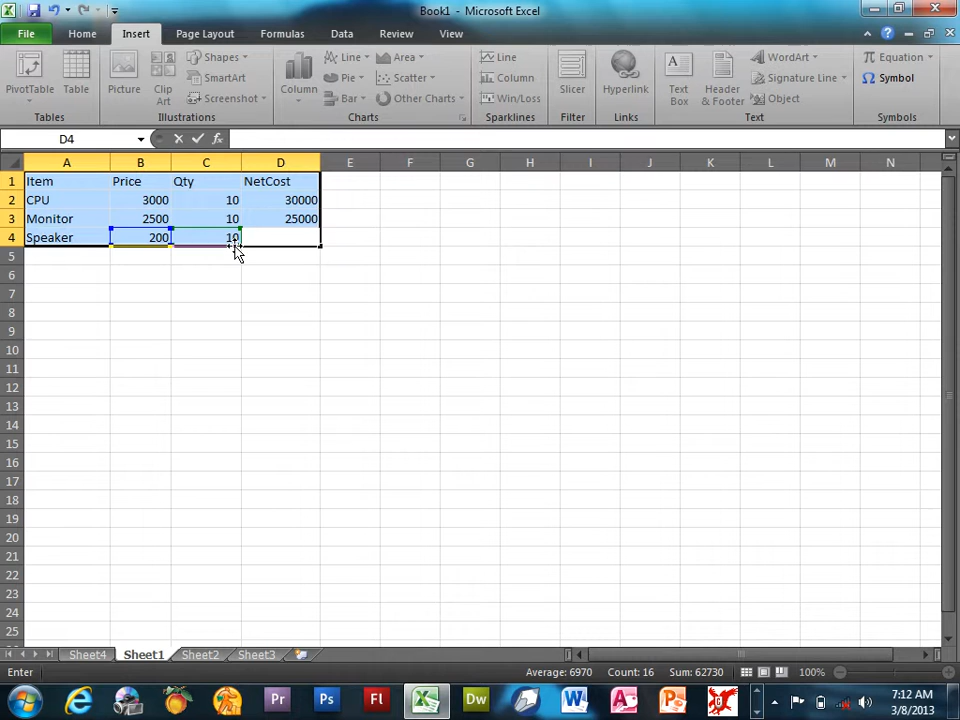 Book1 - Microsoft Excel
File Home Insert Page Layout Formulas Data Review View
PivotTable Table Picture Clip Art Shapes SmartArt Screenshot Column Line Pie Bar Area Scatter Other Charts Line Column Win/Loss Slicer Hyperlink Text Box Header & Footer WordArt Signature Line Object Equation Symbol
Tables Illustrations Charts Sparklines Filter Links Text Symbols
D4 fx
A B C D E F G H I J K L M N
1 Item Price Qty NetCost
2 CPU 3000 10 30000
3 Monitor 2500 10 25000
4 Speaker 200 10
5
6
7
8
9
10
11
12
13
14
15
16
17
18
19
20
21
22
23
24
25
Sheet4 Sheet1 Sheet2 Sheet3
Enter Average: 6970 Count: 16 Sum: 62730 100%
Pr Ps Fl Dw 7:12 AM
3/8/2013